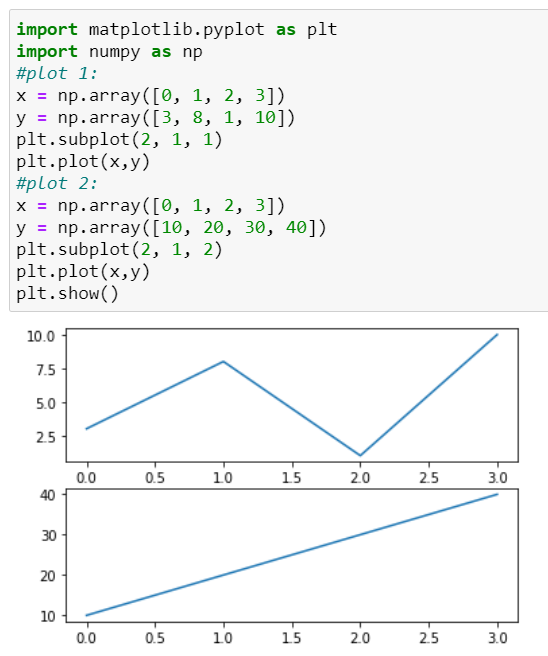 import matplotlib.pyplot as plt
import numpy as np
#plot 1:
x = np.array([0, 1, 2, 3])
y = np.array([3, 8, 1, 10])
plt.subplot(2, 1, 1)
plt.plot(x,y)
#plot 2:
x = np.array([0, 1, 2, 3])
y = np.array([10, 20, 30, 40])
plt.subplot(2, 1, 2)
plt.plot(x,y)
plt.show()
10.0
7.5
5.0
2.5
0.0 0.5 1.0 1.5 2.0 2.5 3.0
40
30
20
10
0.0 0.5 1.0 1.5 2.0 2.5 3.0